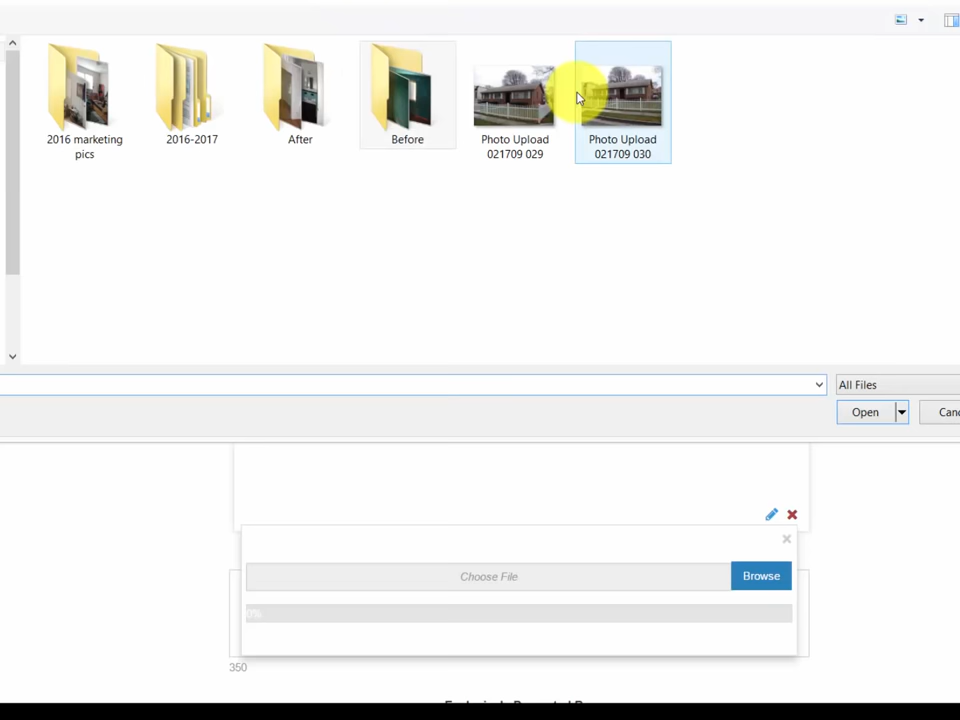 2016 marketing
pics
2016-2017
After
Before
Photo Upload
021709 029
Photo Upload
021709 030
All Files
Open
Choose File
Browse
0%
350